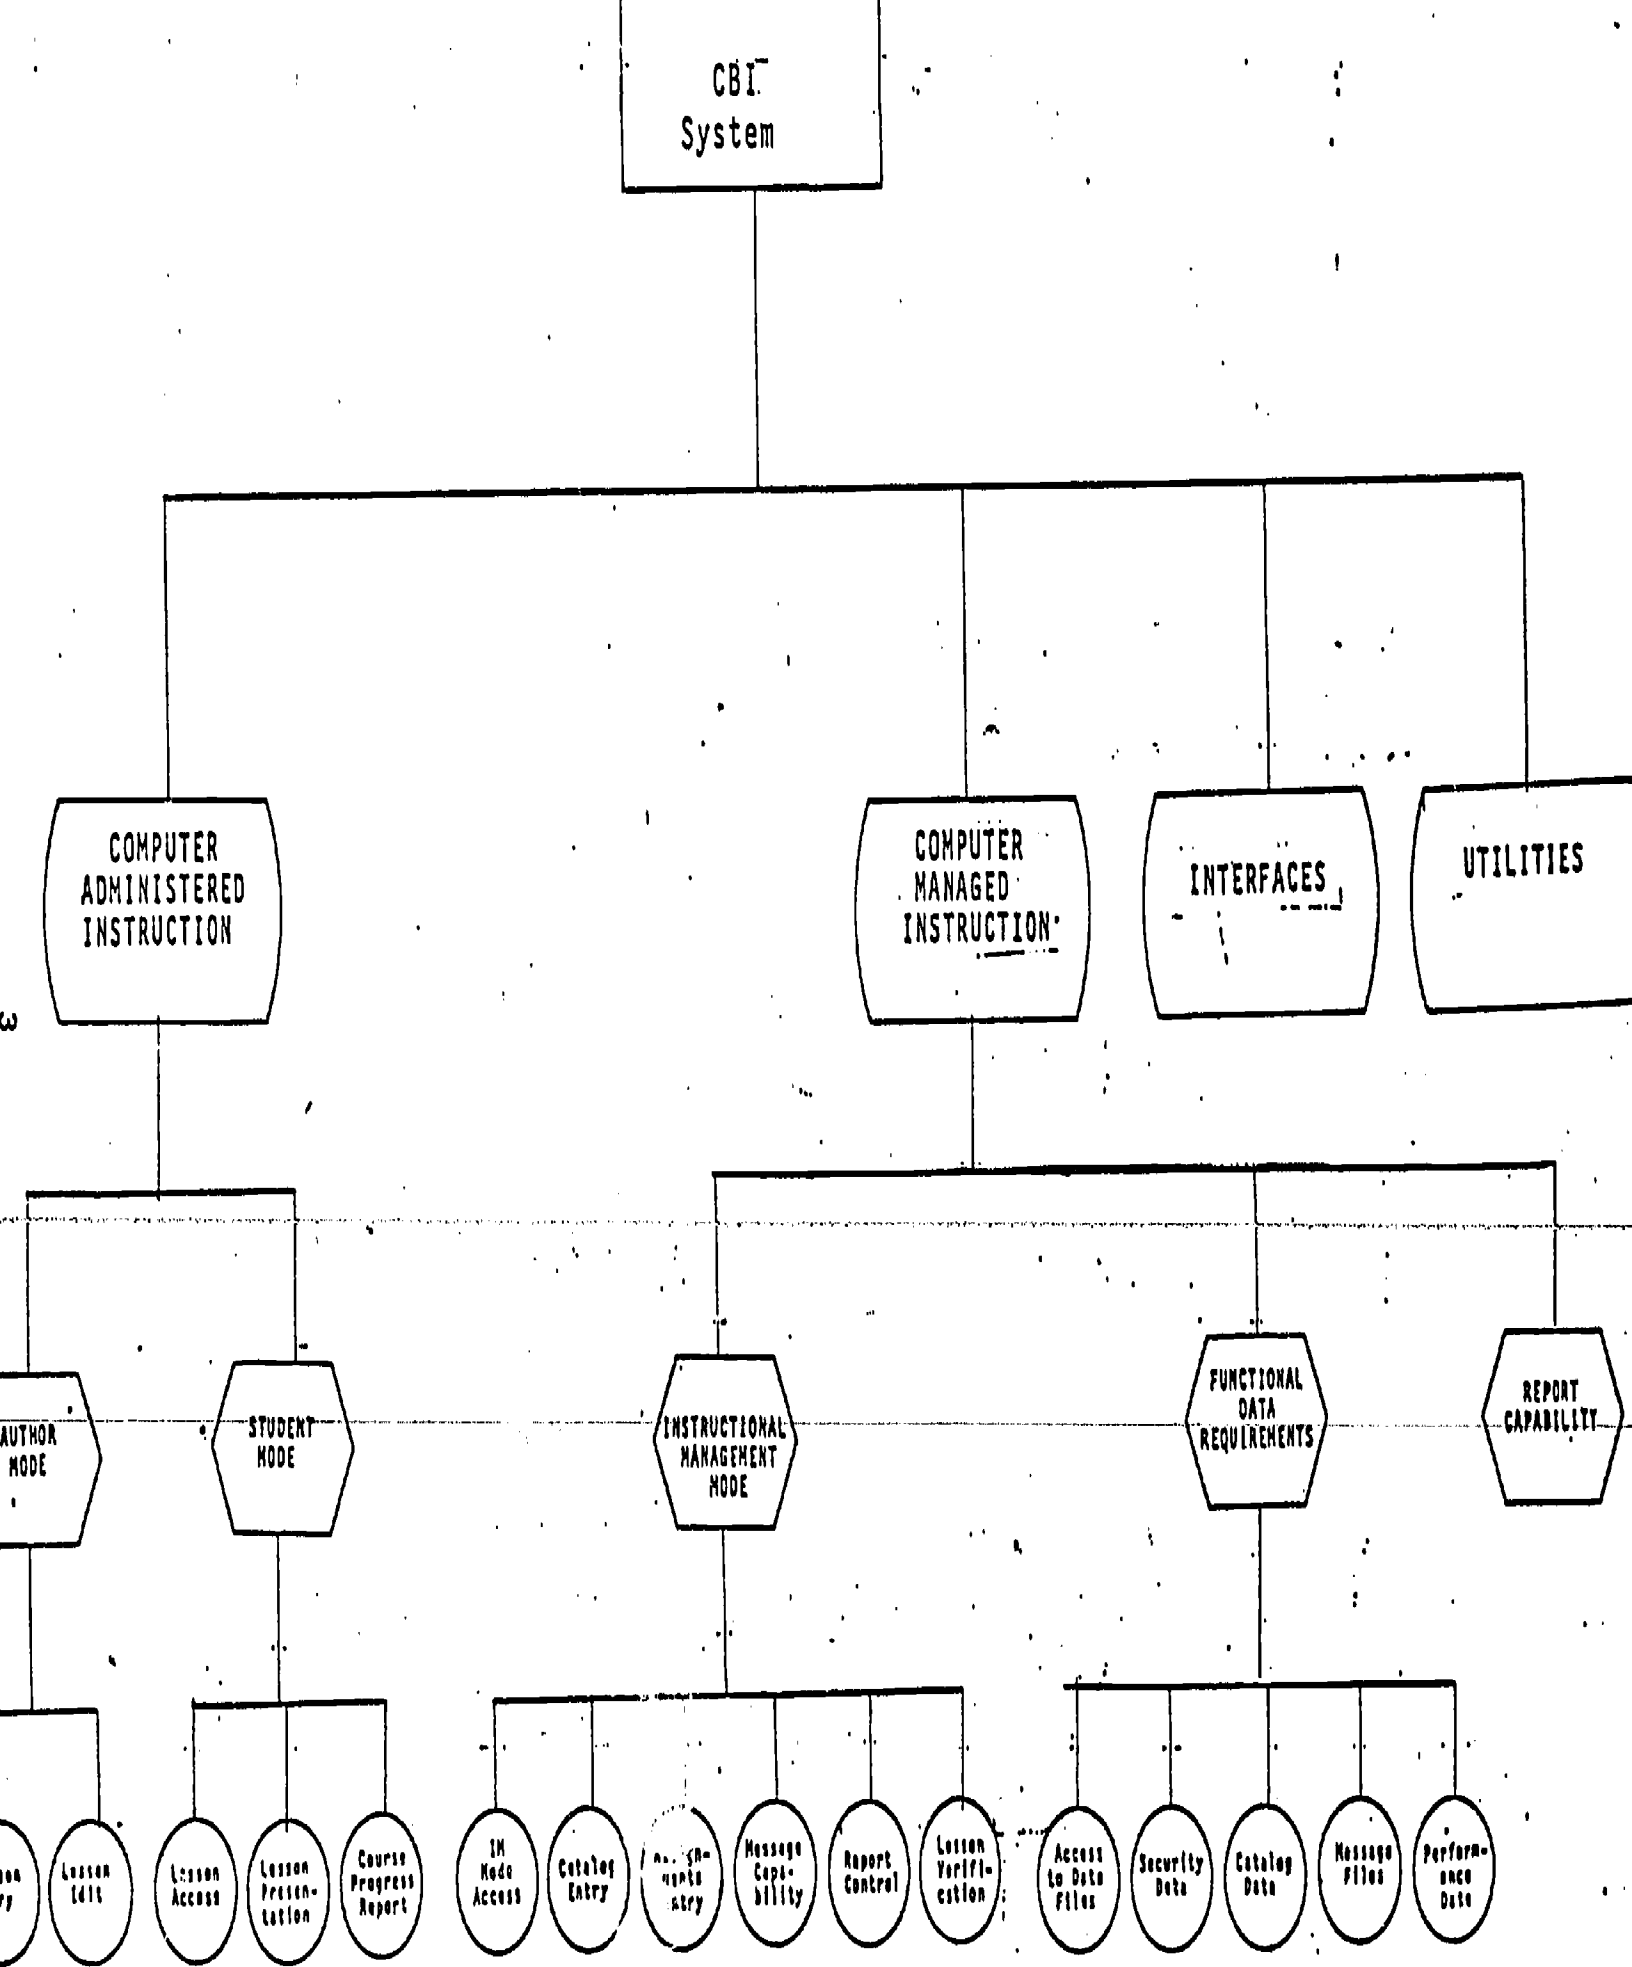 CBI
System
COMPUTER
ADMINISTERED
INSTRUCTION
COMPUTER
MANAGED
INSTRUCTION
INTERFACES
UTILITIES
3
AUTHOR
MODE
STUDENT
MODE
INSTRUCTIONAL
MANAGEMENT
MODE
FUNCTIONAL
DATA
REQUIREMENTS
REPORT
CAPABILITY
Lesson
Edit
Lesson
Access
Lesson
Presen-
tation
Course
Progress
Report
IM
Mode
Access
Catalog
Entry
Message
Capa-
bility
Report
Control
Lesson
Verifi-
cation
Access
to Data
Files
Security
Data
Catalog
Data
Message
Files
Perform-
ance
Data